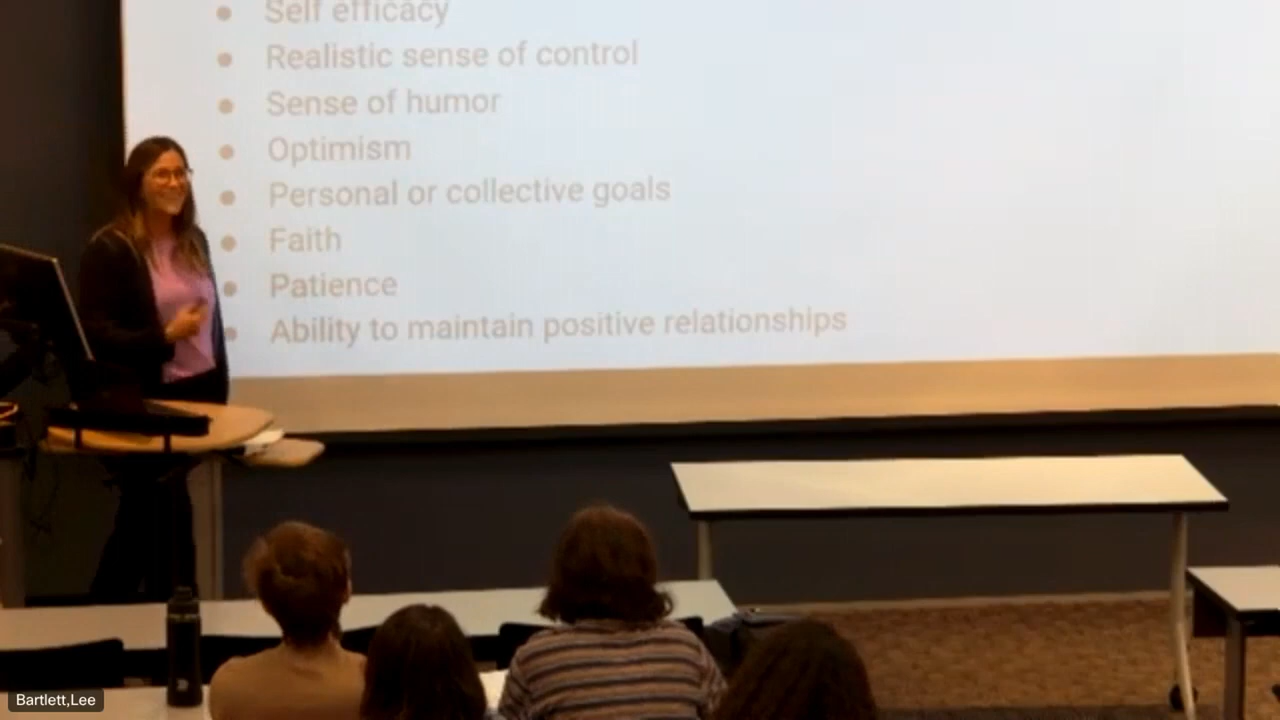 Self efficacy
Realistic sense of control
Sense of humor
Optimism
Personal or collective goals
Faith
Patience
Ability to maintain positive relationships
Bartlett,Lee